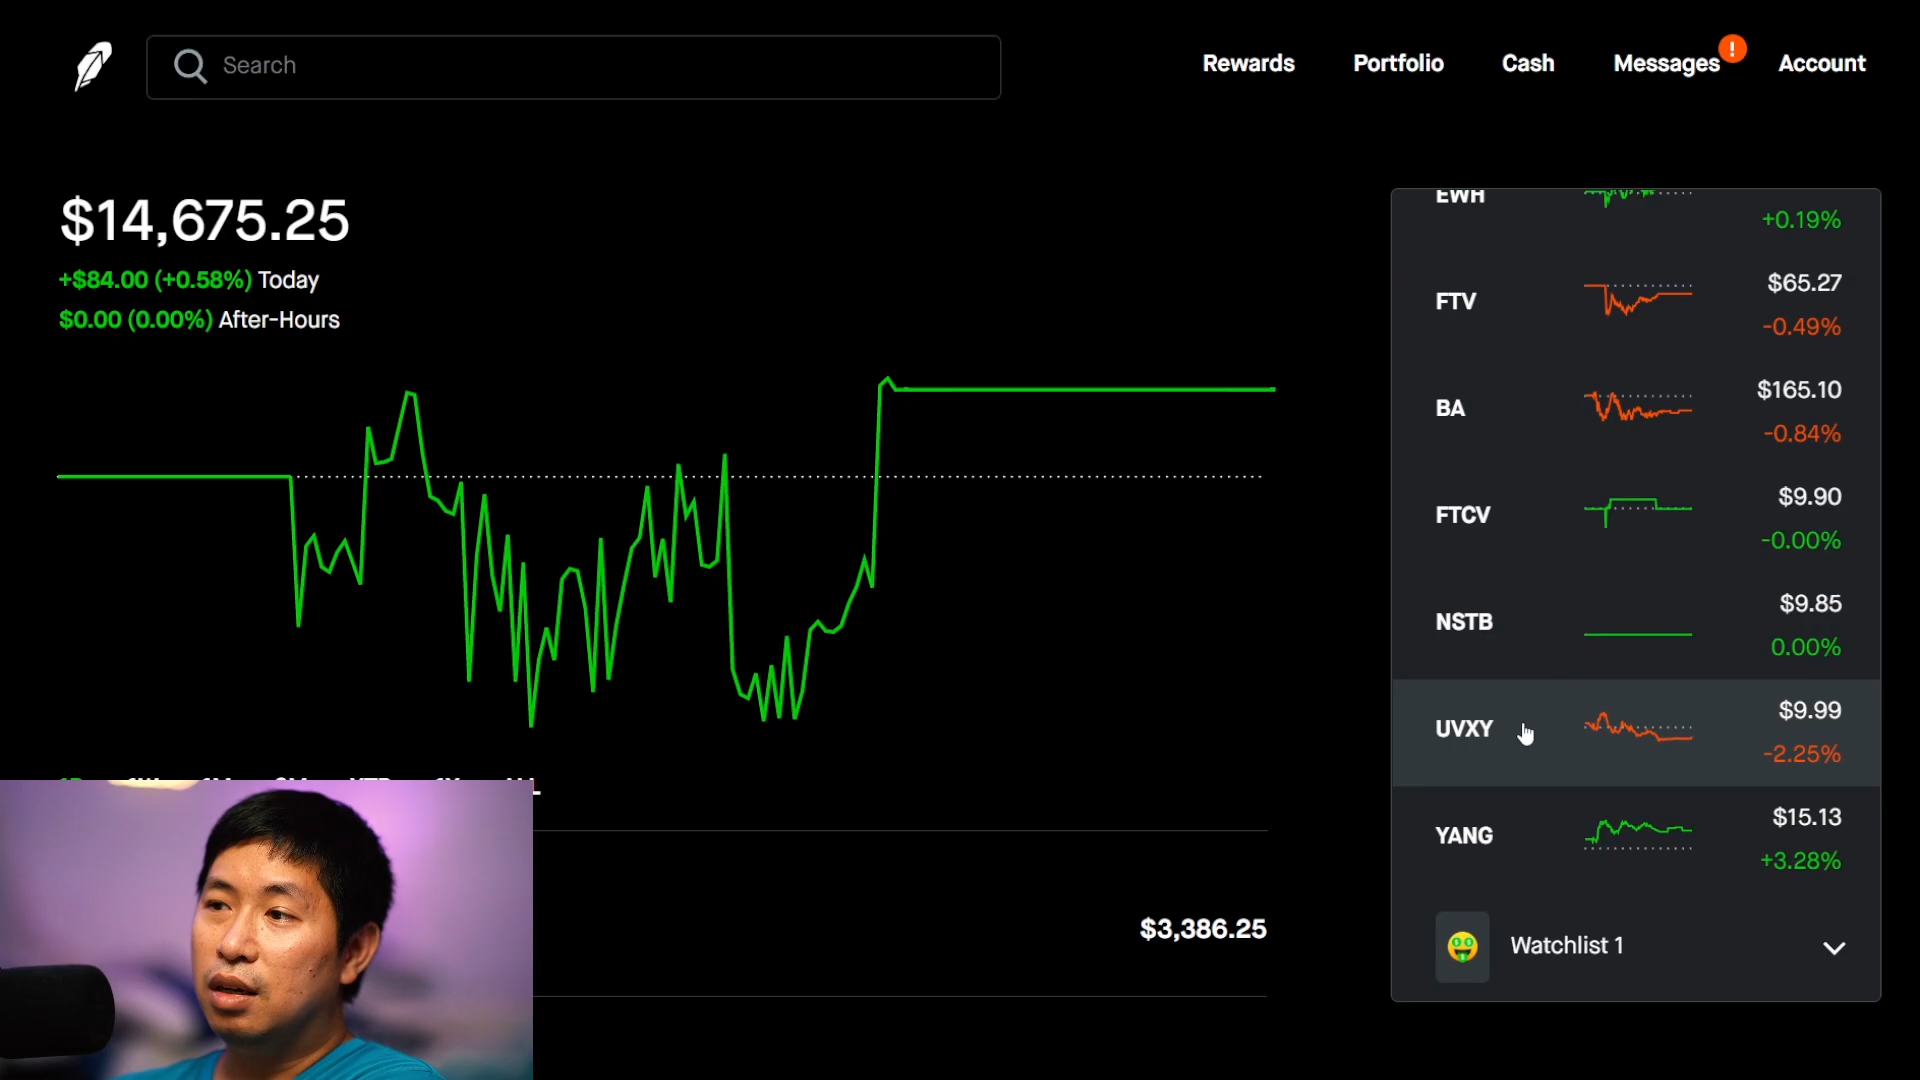 Search
Rewards
Portfolio
Cash
Messages
!
Account
$14,675.25
+$84.00 (+0.58%) Today
$0.00 (0.00%) After-Hours
EWH
+0.19%
FTV
$65.27
-0.49%
BA
$165.10
-0.84%
FTCV
$9.90
-0.00%
NSTB
$9.85
0.00%
UVXY
$9.99
-2.25%
YANG
$15.13
+3.28%
Watchlist 1
$3,386.25